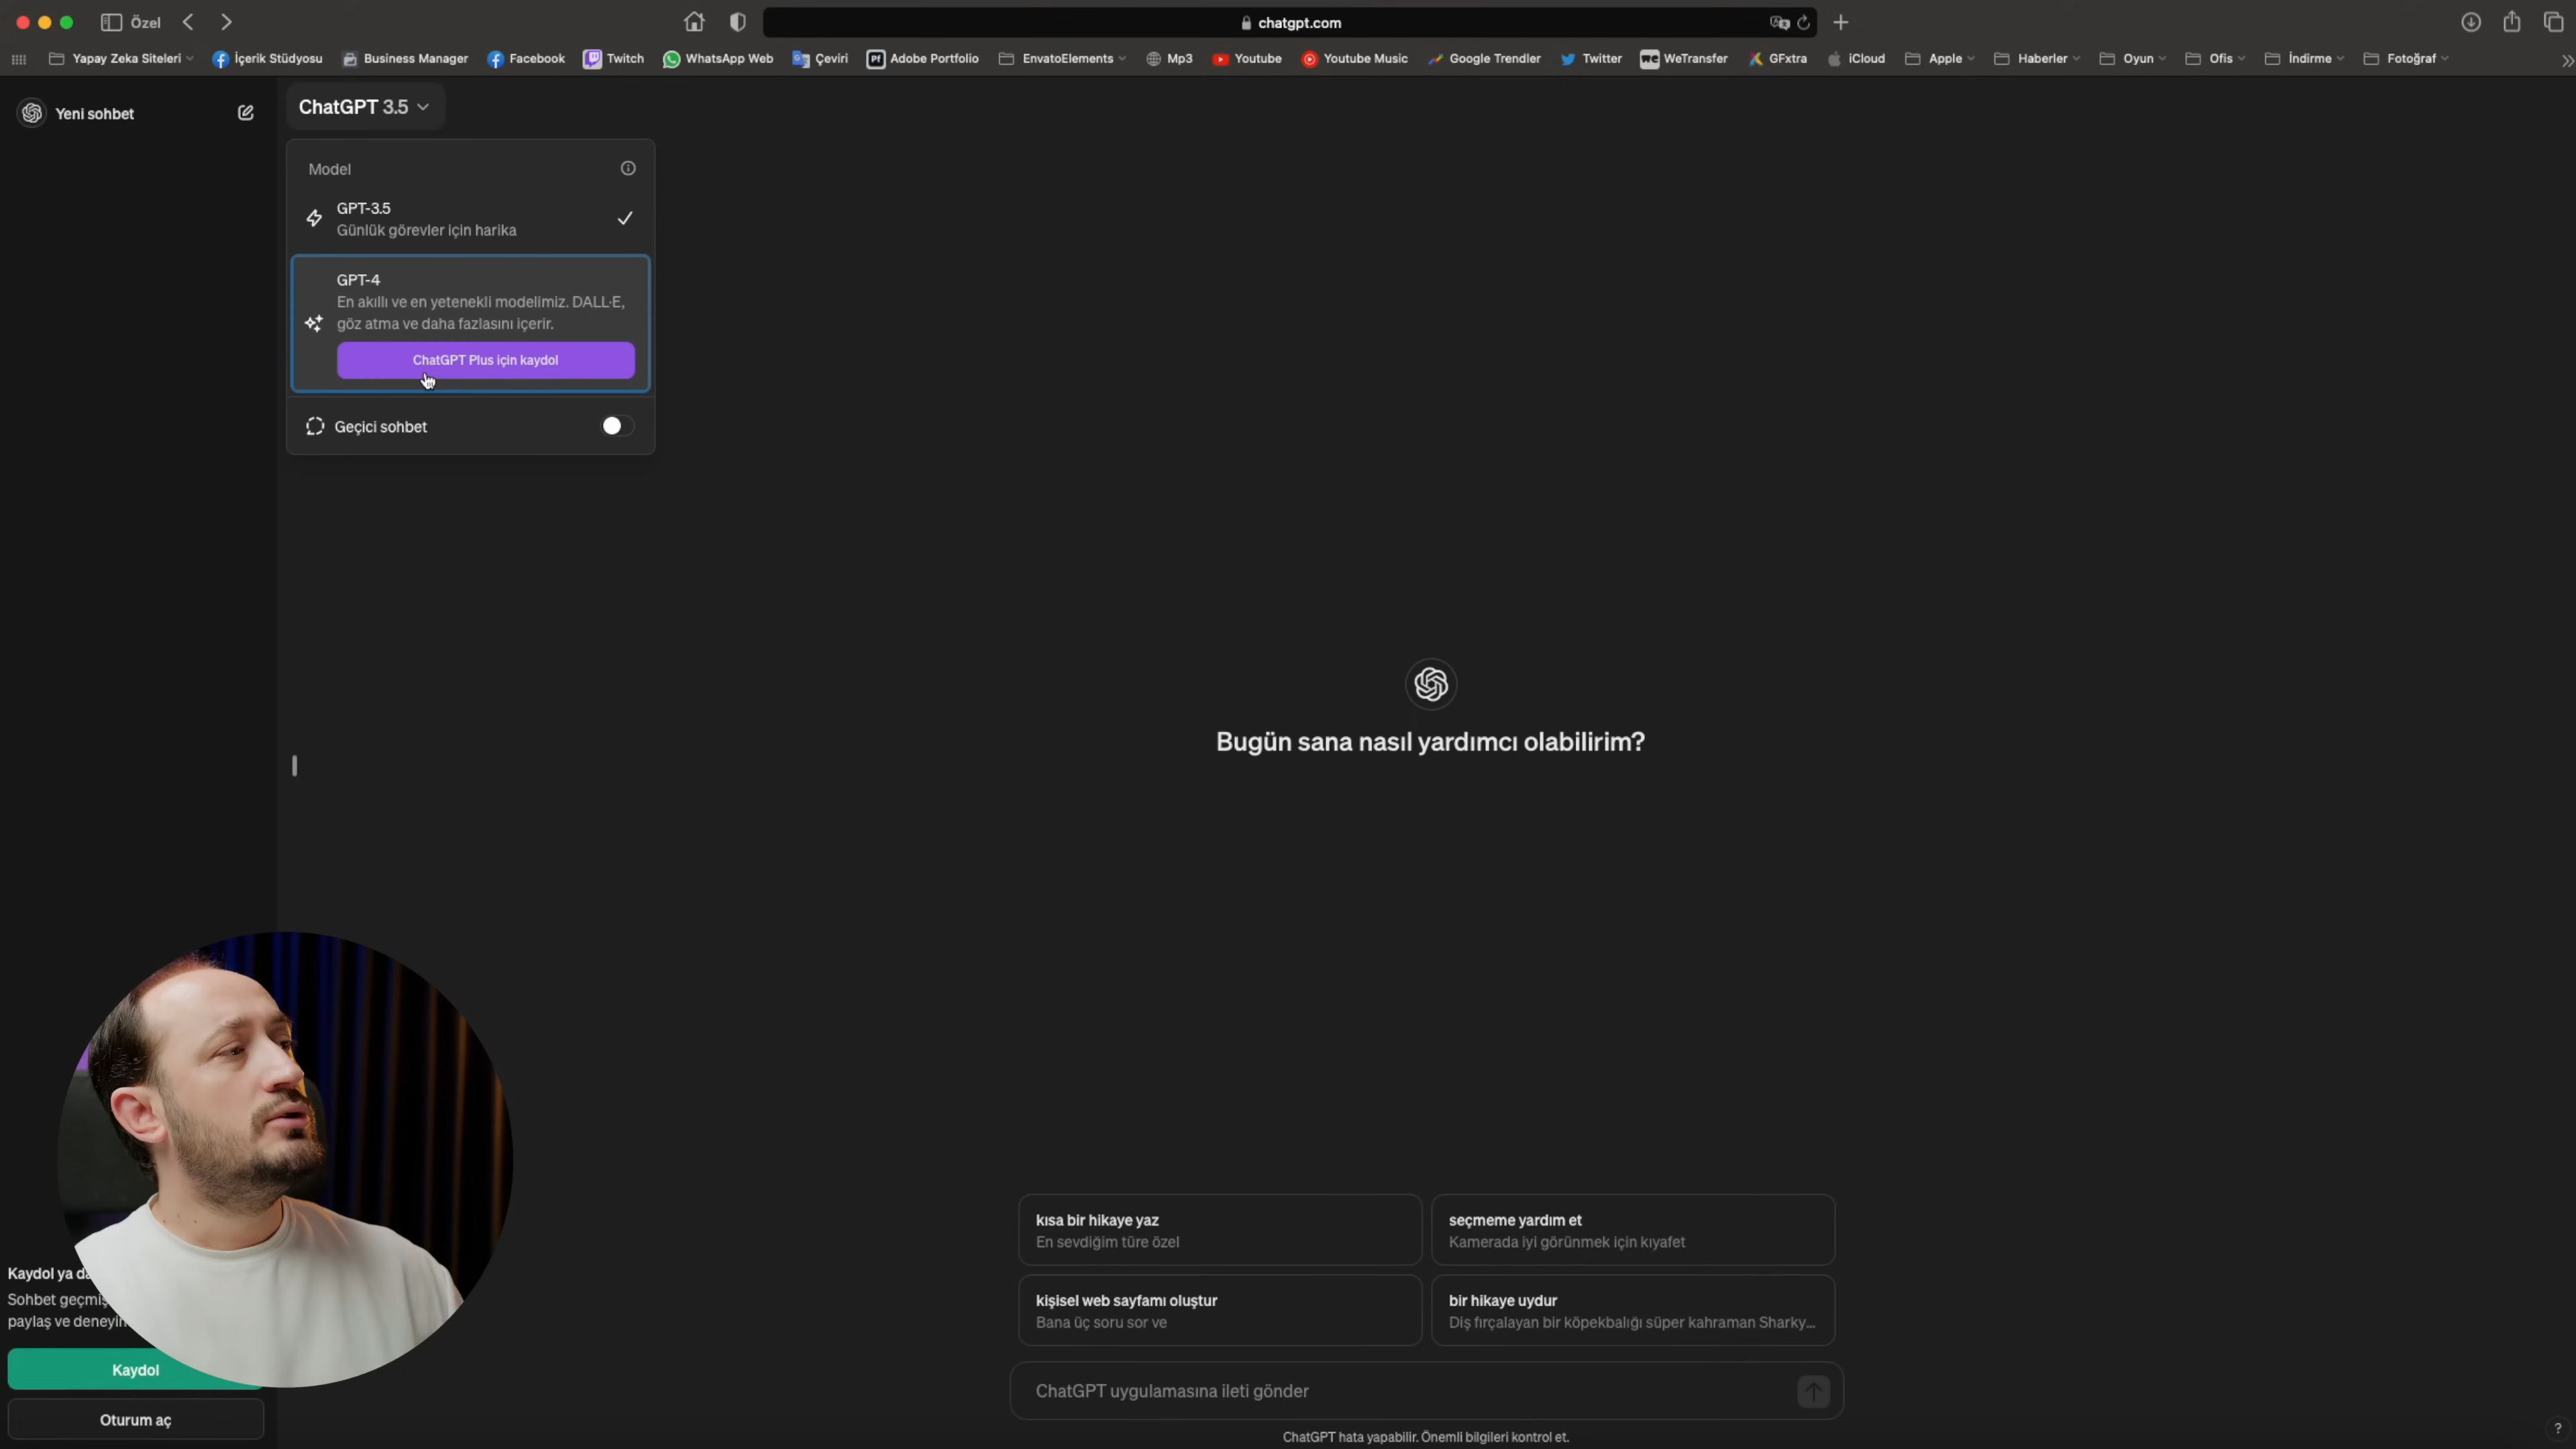 Özel
chatgpt.com
Yapay Zeka Siteleri
İçerik Stüdyosu
Business Manager
Facebook
Twitch
WhatsApp Web
Çeviri
Adobe Portfolio
EnvatoElements
Mp3
Youtube
Youtube Music
Google Trendler
Twitter
WeTransfer
GFxtra
iCloud
Apple
Haberler
Oyun
Ofis
İndirme
Fotoğraf
Yeni sohbet
ChatGPT 3.5
Model
GPT-3.5
Günlük görevler için harika
GPT-4
En akıllı ve en yetenekli modelimiz. DALL·E,
göz atma ve daha fazlasını içerir.
ChatGPT Plus için kaydol
Geçici sohbet
Bugün sana nasıl yardımcı olabilirim?
kısa bir hikaye yaz
En sevdiğim türe özel
seçmeme yardım et
Kamerada iyi görünmek için kıyafet
kişisel web sayfamı oluştur
Bana üç soru sor ve
bir hikaye uydur
Diş fırçalayan bir köpekbalığı süper kahraman Sharky...
Kaydol ya
Sohbet
paylaş ve
Kaydol
Oturum aç
ChatGPT uygulamasına ileti gönder
ChatGPT hata yapabilir. Önemli bilgileri kontrol et.
?